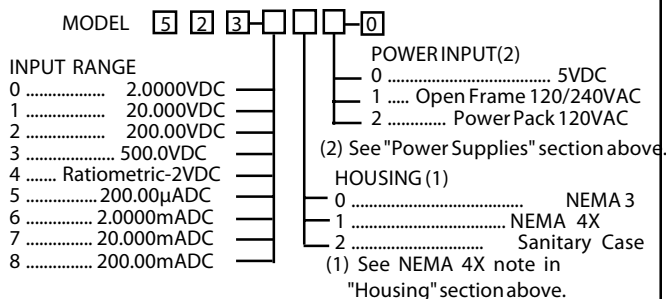 MODEL 5 2 3 - 0
INPUT RANGE
0 ................. 2.0000VDC
1 ................. 20.000VDC
2 ................. 200.00VDC
3 ................... 500.0VDC
4 ....... Ratiometric-2VDC
5 ............... 200.00µADC
6 ............... 2.0000mADC
7 ............... 20.000mADC
8 ............... 200.00mADC
POWER INPUT(2)
0 ................................... 5VDC
1 ..... Open Frame 120/240VAC
2 ............. Power Pack 120VAC
(2) See "Power Supplies" section above.
HOUSING (1)
0 ..................................... NEMA 3
1 .................................. NEMA 4X
2 ............................ Sanitary Case
(1) See NEMA 4X note in
"Housing" section above.